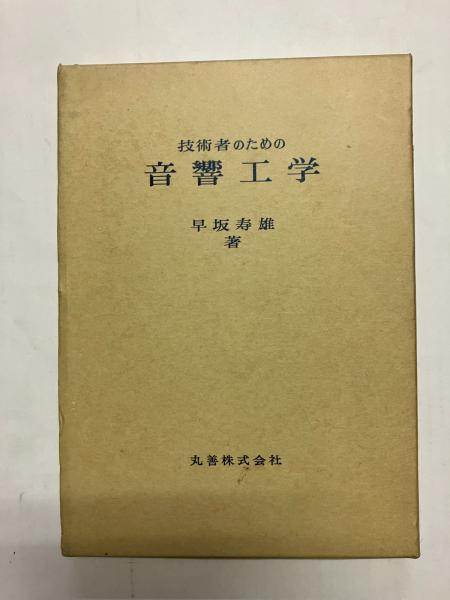 技術者のための
音響工学
早坂寿雄
著
丸善株式会社